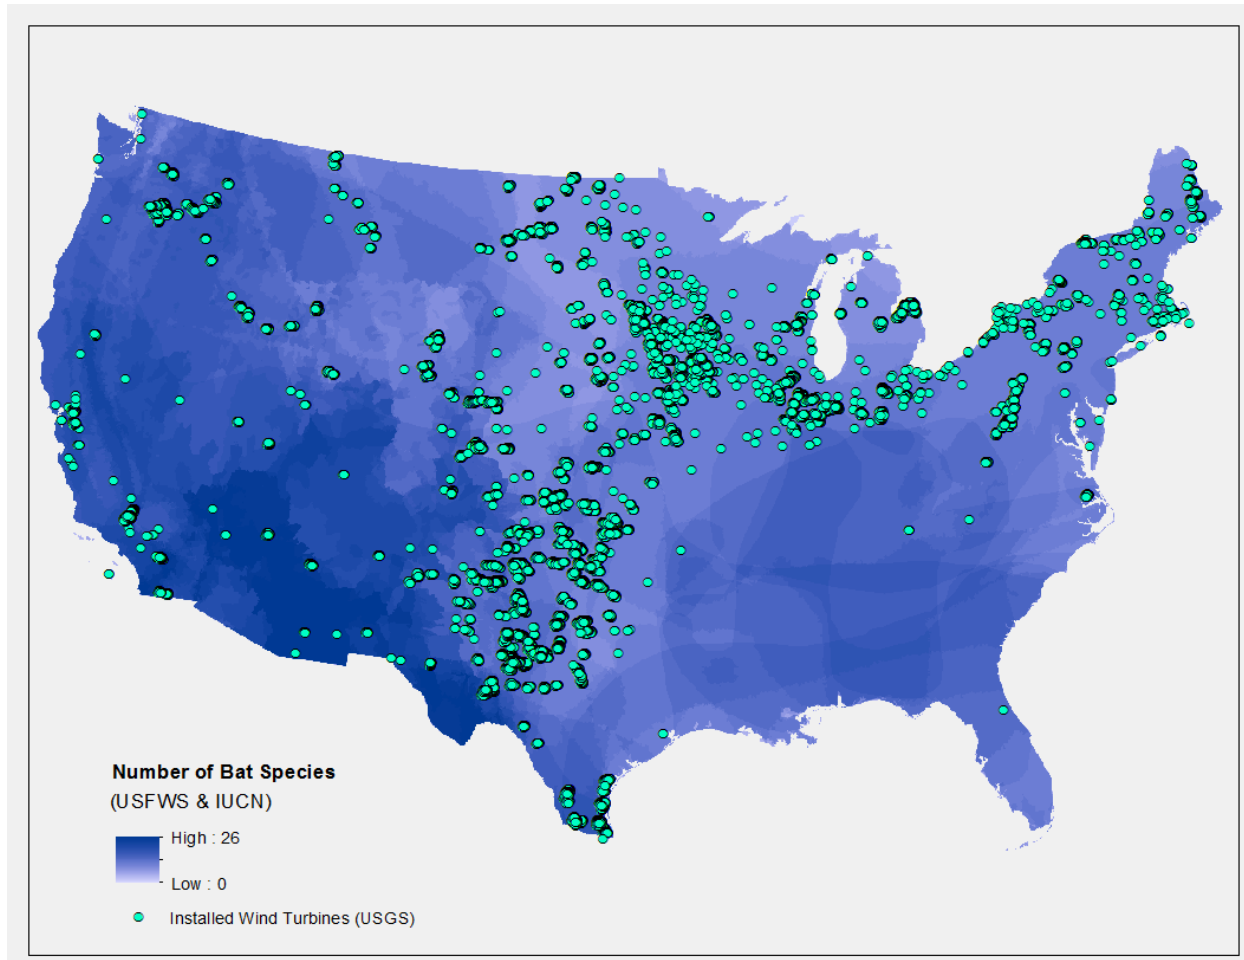 Number of Bat Species
(USFWS & IUCN)
High : 26
Low : 0
Installed Wind Turbines (USGS)